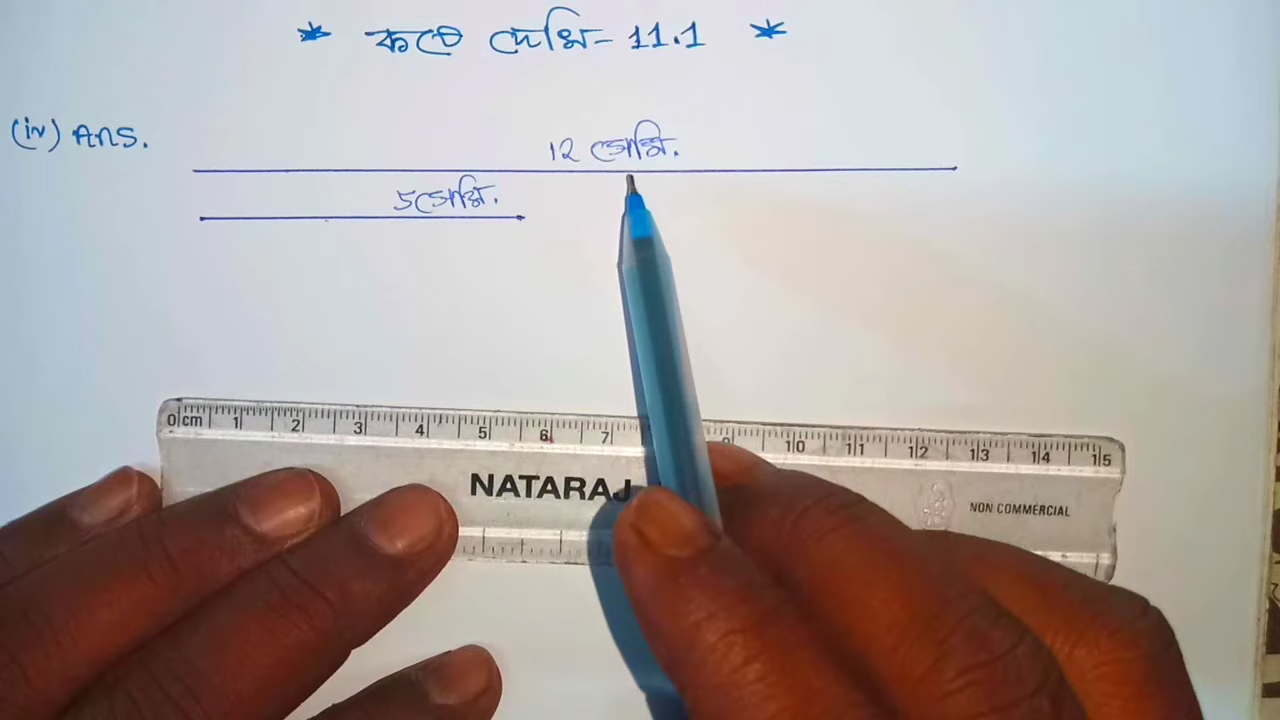 * কষে দেখি - 11.1 *
(iv) Ans.
12 সেমি.
5 সেমি.
0 cm 1 2 3 4 5 6 7 9 10 11 12 13 14 15
NATARAJ
NON COMMERCIAL